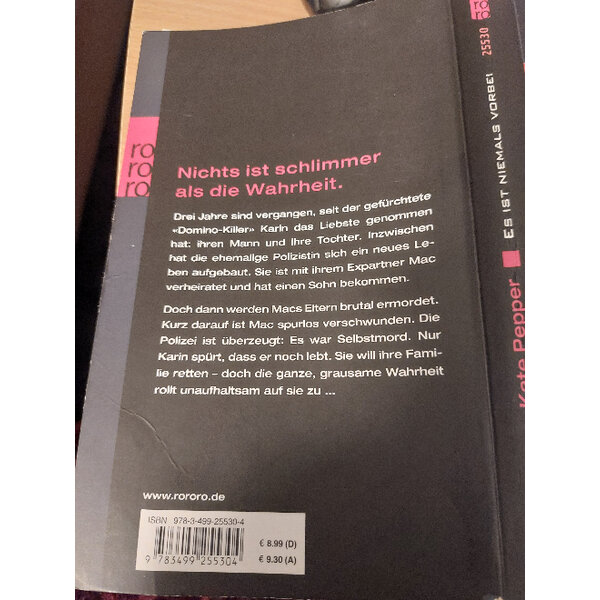 ro
ro
ro
Nichts ist schlimmer
als die Wahrheit.
Drei Jahre sind vergangen, seit der gefürchtete
«Domino-Killer» Karin das Liebste genommen
hat: ihren Mann und ihre Tochter. Inzwischen
hat die ehemalige Polizistin sich ein neues Le-
ben aufgebaut. Sie ist mit ihrem Expartner Mac
verheiratet und hat einen Sohn bekommen.
Doch dann werden Macs Eltern brutal ermordet.
Kurz darauf ist Mac spurlos verschwunden. Die
Polizei ist überzeugt: Es war Selbstmord. Nur
Karin spürt, dass er noch lebt. Sie will ihre Fami-
lie retten – doch die ganze, grausame Wahrheit
rollt unaufhaltsam auf sie zu ...
www.rororo.de
ISBN 978-3-499-25530-4
€ 8.99 (D)
€ 9.30 (A)
9 783499 255304
Kate Pepper ES IST NIEMALS VORBEI 25530
ro
ro